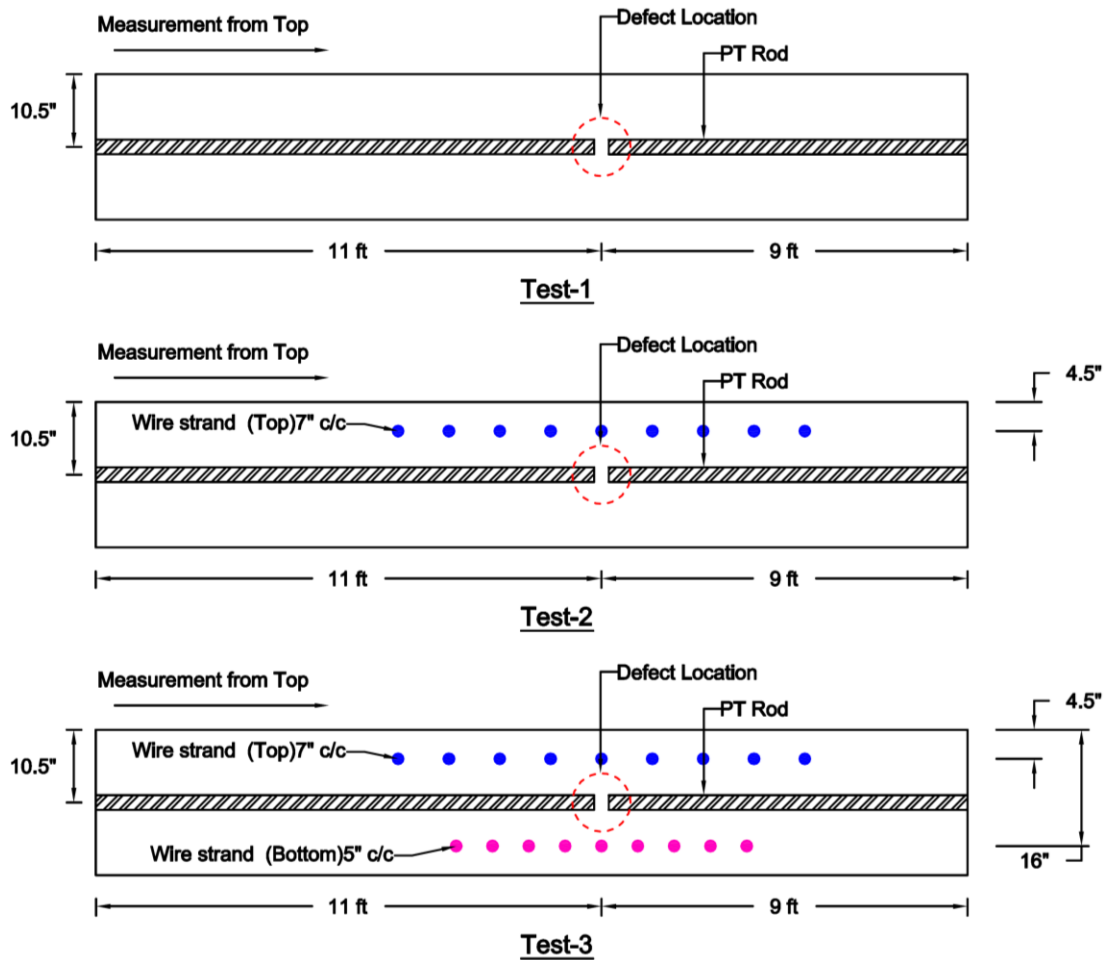 Measurement from Top
Defect Location
PT Rod
10.5"
11 ft
9 ft
Test-1
Measurement from Top
Defect Location
PT Rod
4.5"
Wire strand (Top)7" c/c
10.5"
11 ft
9 ft
Test-2
Measurement from Top
Defect Location
PT Rod
4.5"
Wire strand (Top)7" c/c
10.5"
Wire strand (Bottom)5" c/c
16"
11 ft
9 ft
Test-3